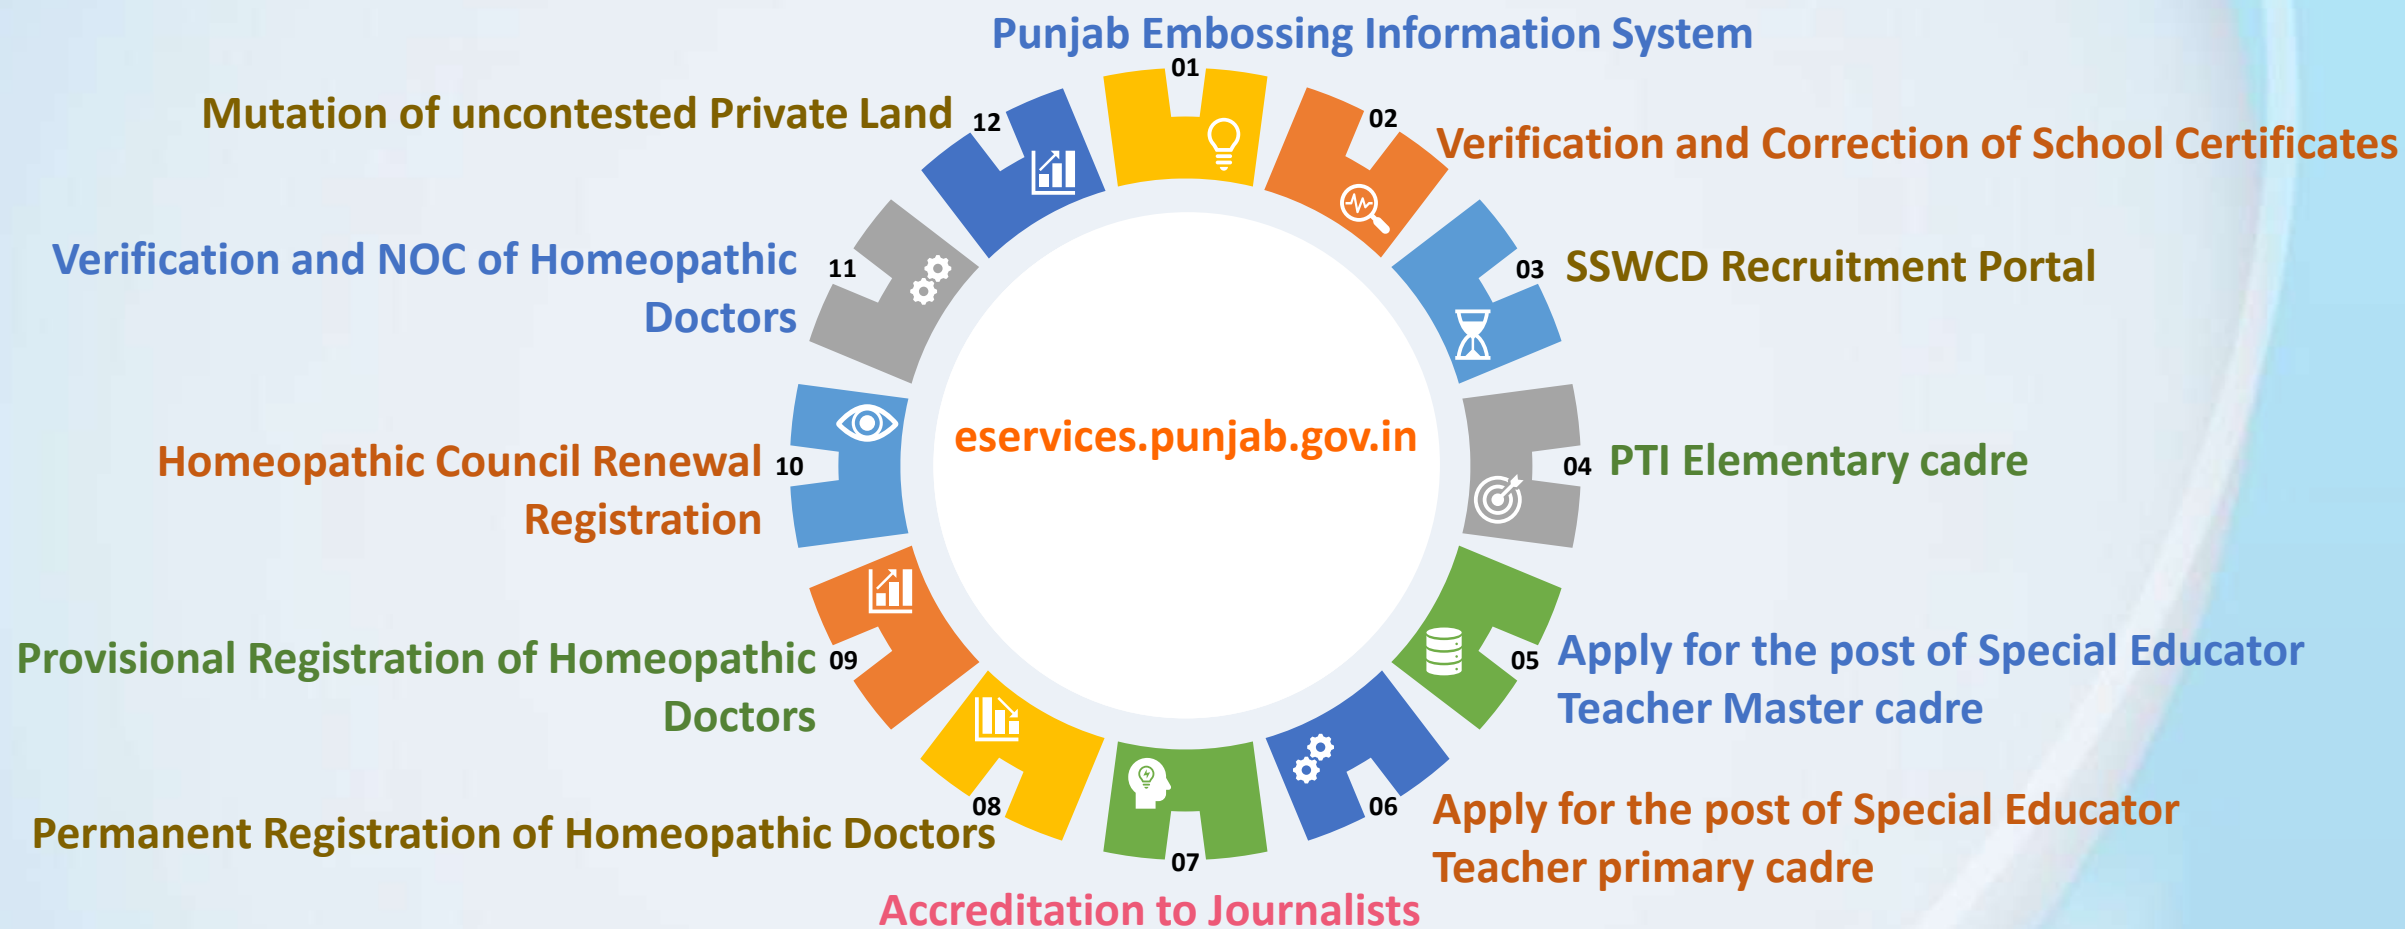 Punjab Embossing Information System
01
Mutation of uncontested Private Land
12
02
Verification and Correction of School Certificates
Verification and NOC of Homeopathic
Doctors
11
03
SSWCD Recruitment Portal
eservices.punjab.gov.in
Homeopathic Council Renewal
Registration
10
04
PTI Elementary cadre
Provisional Registration of Homeopathic
Doctors
09
05
Apply for the post of Special Educator
Teacher Master cadre
Permanent Registration of Homeopathic Doctors
08
06
Apply for the post of Special Educator
Teacher primary cadre
07
Accreditation to Journalists